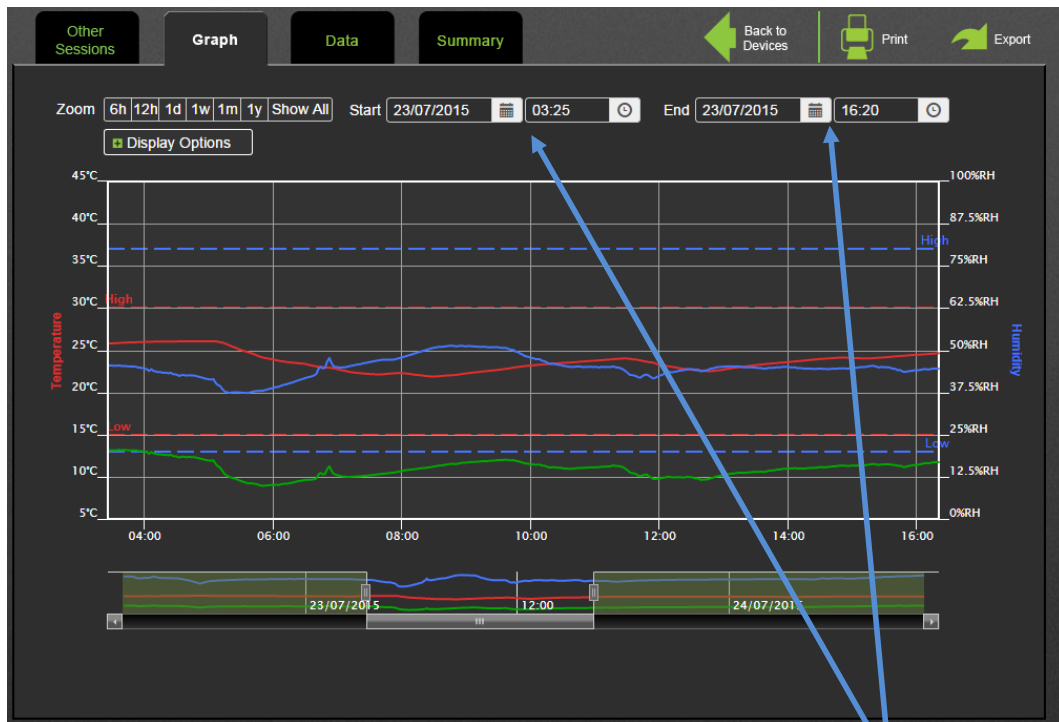 Other Sessions
Graph
Data
Summary
Back to Devices
Print
Export
Zoom 6h 12h 1d 1w 1m 1y Show All Start 23/07/2015 03:25 End 23/07/2015 16:20
Display Options
45°C 100%RH
40°C 87.5%RH
High
35°C 75%RH
30°C High 62.5%RH
Temperature
Humidity
25°C 50%RH
20°C 37.5%RH
15°C Low 25%RH
Low
10°C 12.5%RH
5°C 0%RH
04:00 06:00 08:00 10:00 12:00 14:00 16:00
23/07/2015 12:00 24/07/2015